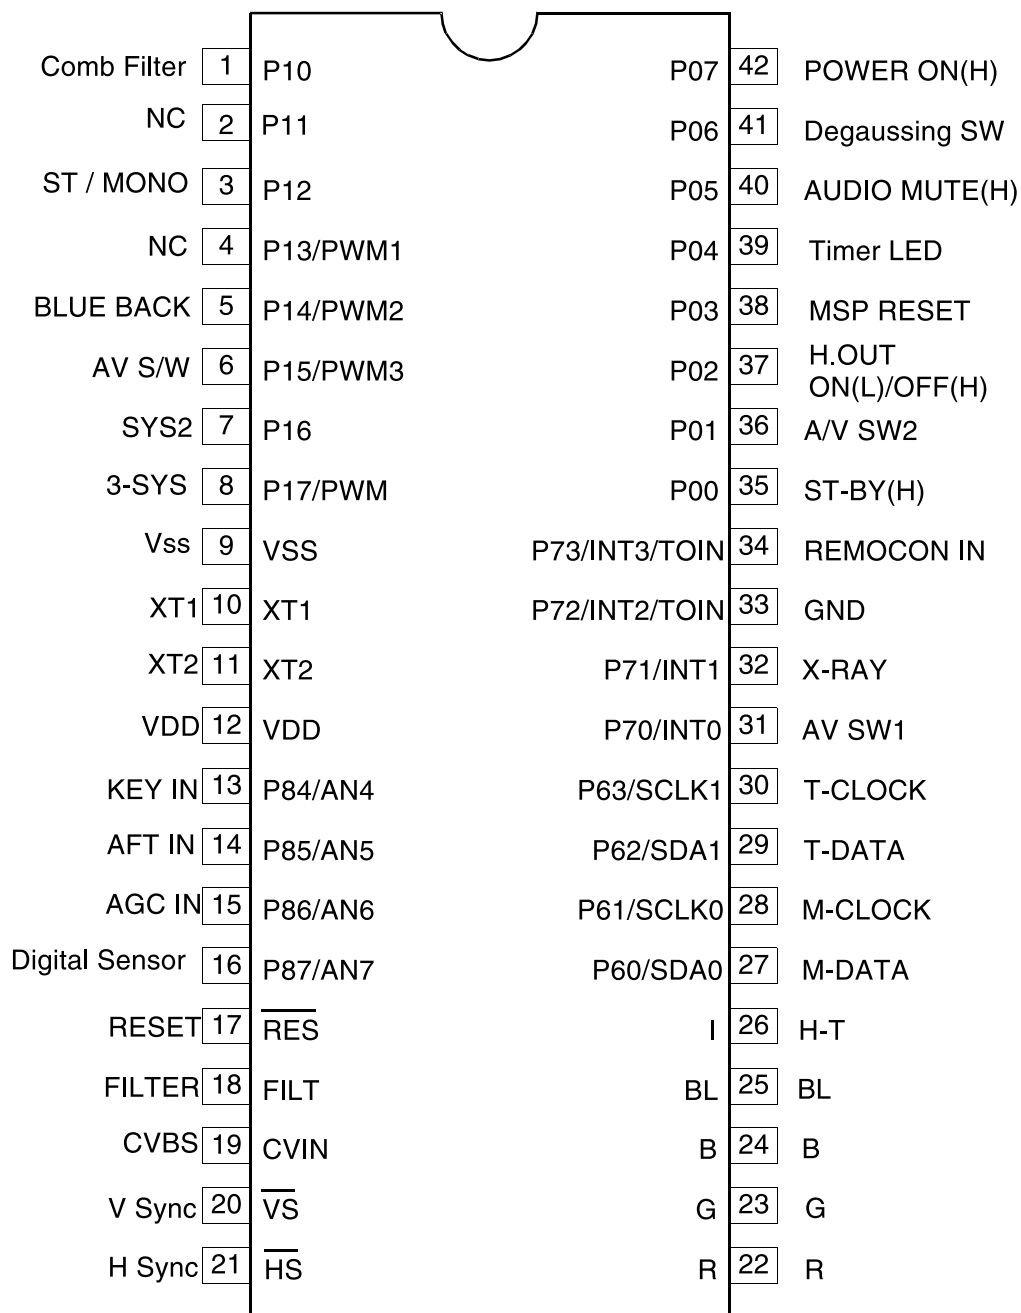 Comb Filter 1 P10 P07 42 POWER ON(H)
NC 2 P11 P06 41 Degaussing SW
ST / MONO 3 P12 P05 40 AUDIO MUTE(H)
NC 4 P13/PWM1 P04 39 Timer LED
BLUE BACK 5 P14/PWM2 P03 38 MSP RESET
AV S/W 6 P15/PWM3 P02 37 H.OUT
ON(L)/OFF(H)
SYS2 7 P16 P01 36 A/V SW2
3-SYS 8 P17/PWM P00 35 ST-BY(H)
Vss 9 VSS P73/INT3/TOIN 34 REMOCON IN
XT1 10 XT1 P72/INT2/TOIN 33 GND
XT2 11 XT2 P71/INT1 32 X-RAY
VDD 12 VDD P70/INT0 31 AV SW1
KEY IN 13 P84/AN4 P63/SCLK1 30 T-CLOCK
AFT IN 14 P85/AN5 P62/SDA1 29 T-DATA
AGC IN 15 P86/AN6 P61/SCLK0 28 M-CLOCK
Digital Sensor 16 P87/AN7 P60/SDA0 27 M-DATA
RESET 17 RES I 26 H-T
FILTER 18 FILT BL 25 BL
CVBS 19 CVIN B 24 B
V Sync 20 VS G 23 G
H Sync 21 HS R 22 R